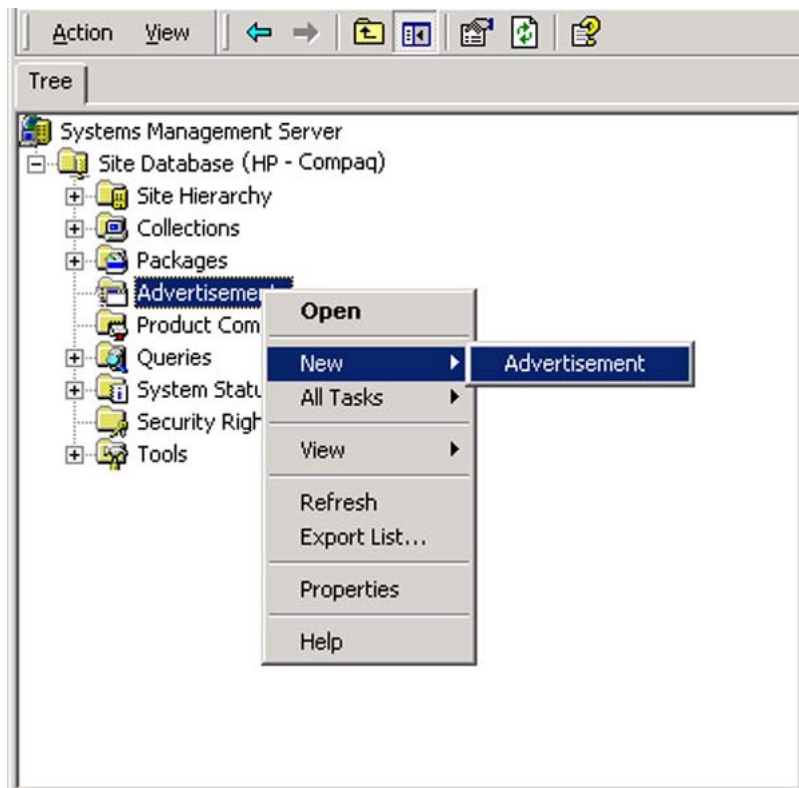 Action View
Tree
Systems Management Server
Site Database (HP - Compaq)
Site Hierarchy
Collections
Packages
Advertisement
Product Com
Queries
System Statu
Security Righ
Tools
Open
New
Advertisement
All Tasks
View
Refresh
Export List...
Properties
Help